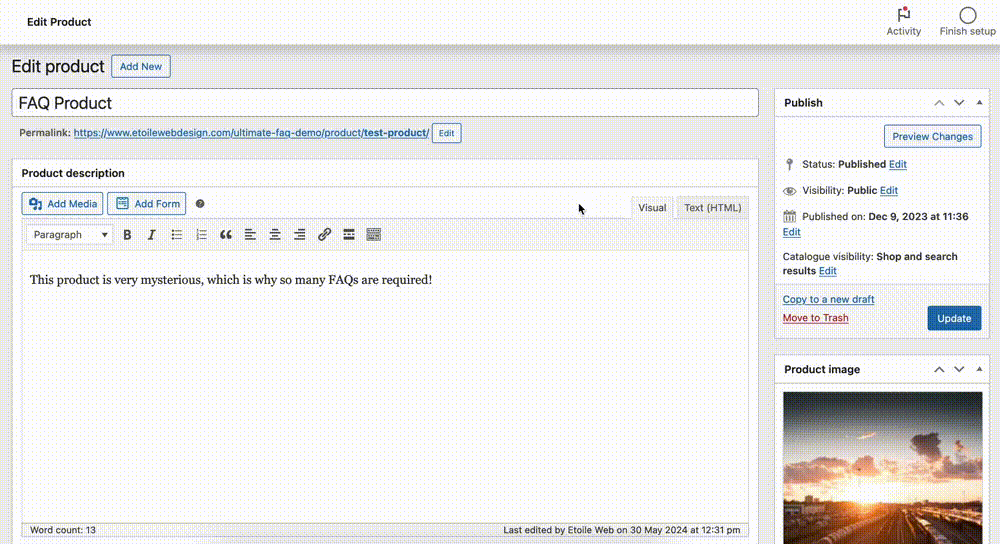 Edit Product
Activity
Finish setup
Edit product
Add New
FAQ Product
Permalink: https://www.etoilewebdesign.com/ultimate-faq-demo/product/test-product/ Edit
Product description
Add Media
Add Form
Visual
Text (HTML)
Paragraph
B I
This product is very mysterious, which is why so many FAQs are required!
Word count: 13
Last edited by Etoile Web on 30 May 2024 at 12:31 pm
Publish
Preview Changes
Status: Published Edit
Visibility: Public Edit
Published on: Dec 9, 2023 at 11:36
Edit
Catalogue visibility: Shop and search
results Edit
Copy to a new draft
Move to Trash
Update
Product image